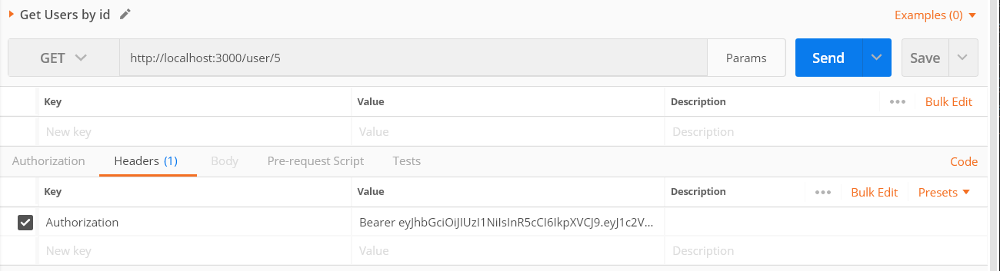 Get Users by id Examples (0)
GET http://localhost:3000/user/5 Params Send Save
Key Value Description Bulk Edit
New key Value Description
Authorization Headers (1) Body Pre-request Script Tests Code
Key Value Description Bulk Edit Presets
Authorization Bearer eyJhbGciOiJIUzI1NiIsInR5cCI6IkpXVCJ9.eyJ1c2V...
New key Value Description